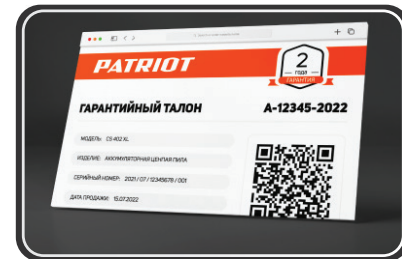 PATRIOT
2
ГОДА
ГАРАНТИЯ
ГАРАНТИЙНЫЙ ТАЛОН
A-12345-2022
МОДЕЛЬ: CS 402 XL
ИЗДЕЛИЕ: АККУМУЛЯТОРНАЯ ЦЕПНАЯ ПИЛА
СЕРИЙНЫЙ НОМЕР: 2021 / 07 / 12345678 / 001
ДАТА ПРОДАЖИ: 15.07.2022